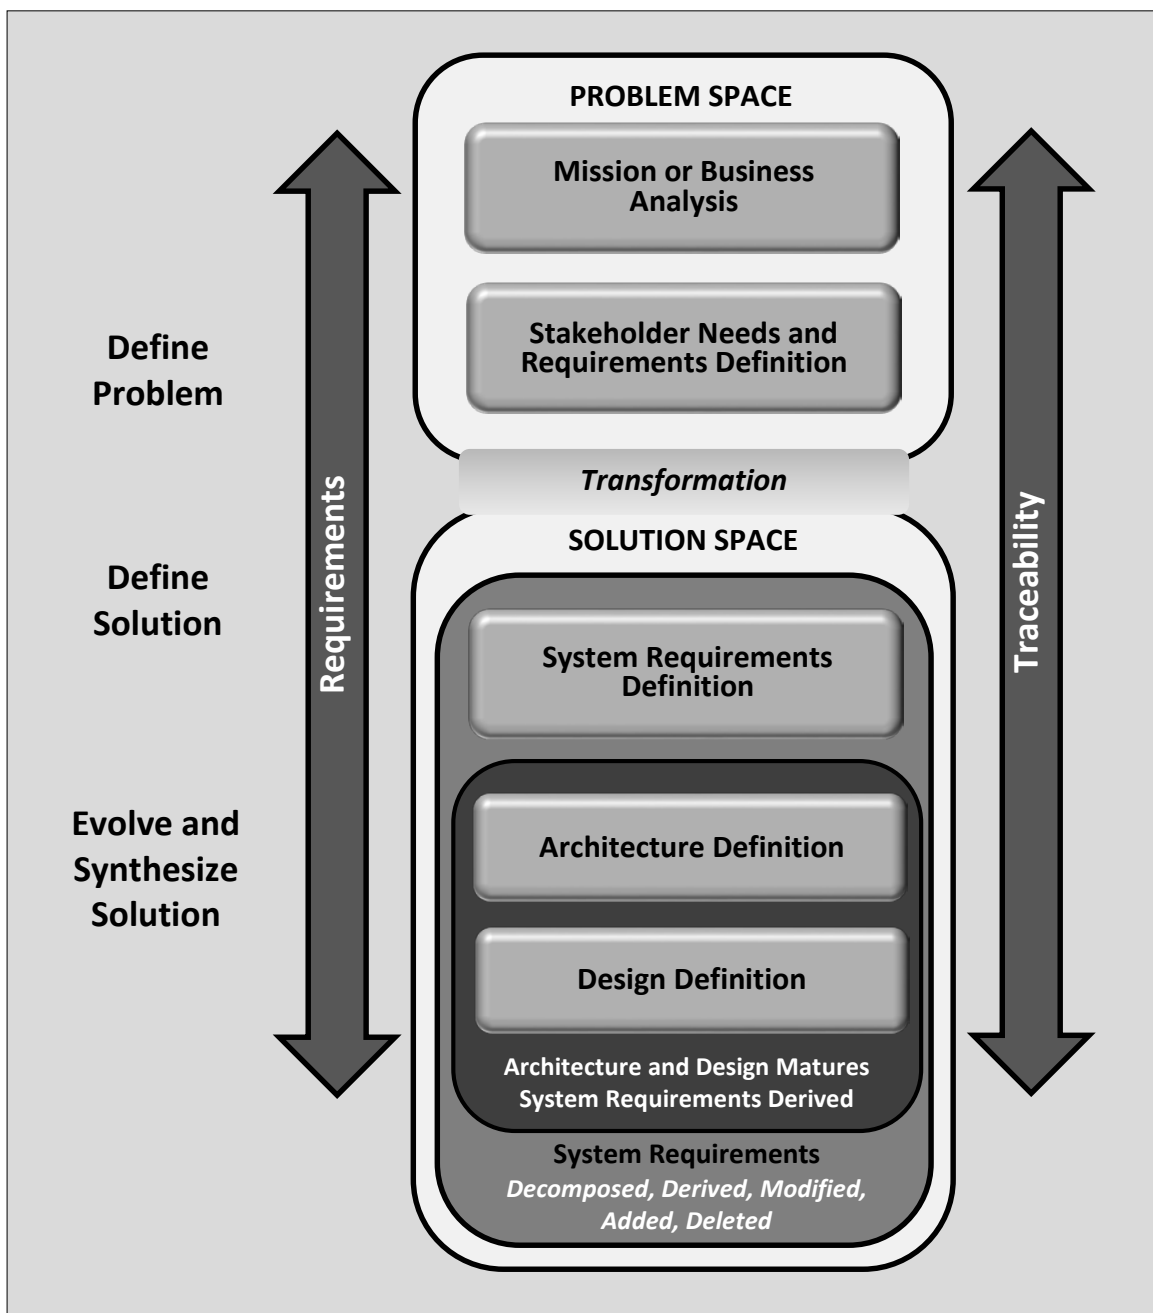 PROBLEM SPACE
Mission or Business
Analysis
Stakeholder Needs and
Requirements Definition
Define
Problem
Transformation
Requirements
Traceability
SOLUTION SPACE
Define
Solution
System Requirements
Definition
Evolve and
Synthesize
Solution
Architecture Definition
Design Definition
Architecture and Design Matures
System Requirements Derived
System Requirements
Decomposed, Derived, Modified,
Added, Deleted